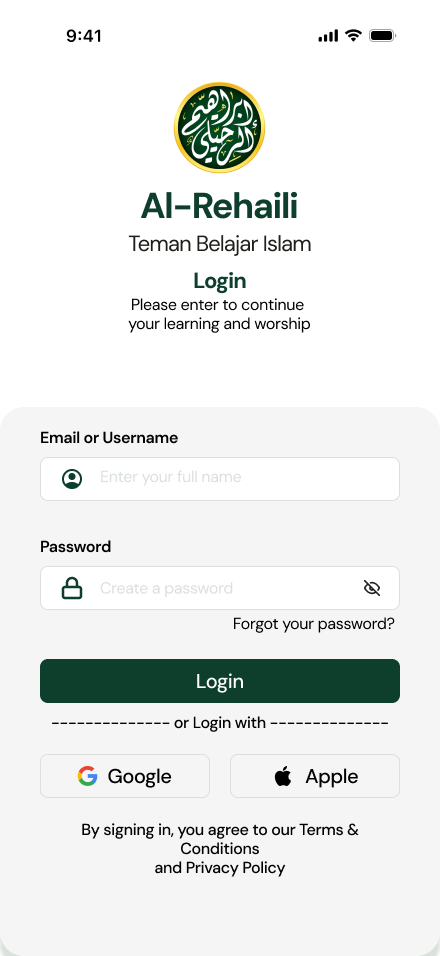 9:41
ابراهيم
الرحيلي
Al-Rehaili
Teman Belajar Islam
Login
Please enter to continue
your learning and worship
Email or Username
Enter your full name
Password
Create a password
Forgot your password?
Login
-------------- or Login with --------------
Google
Apple
By signing in, you agree to our Terms &
Conditions
and Privacy Policy